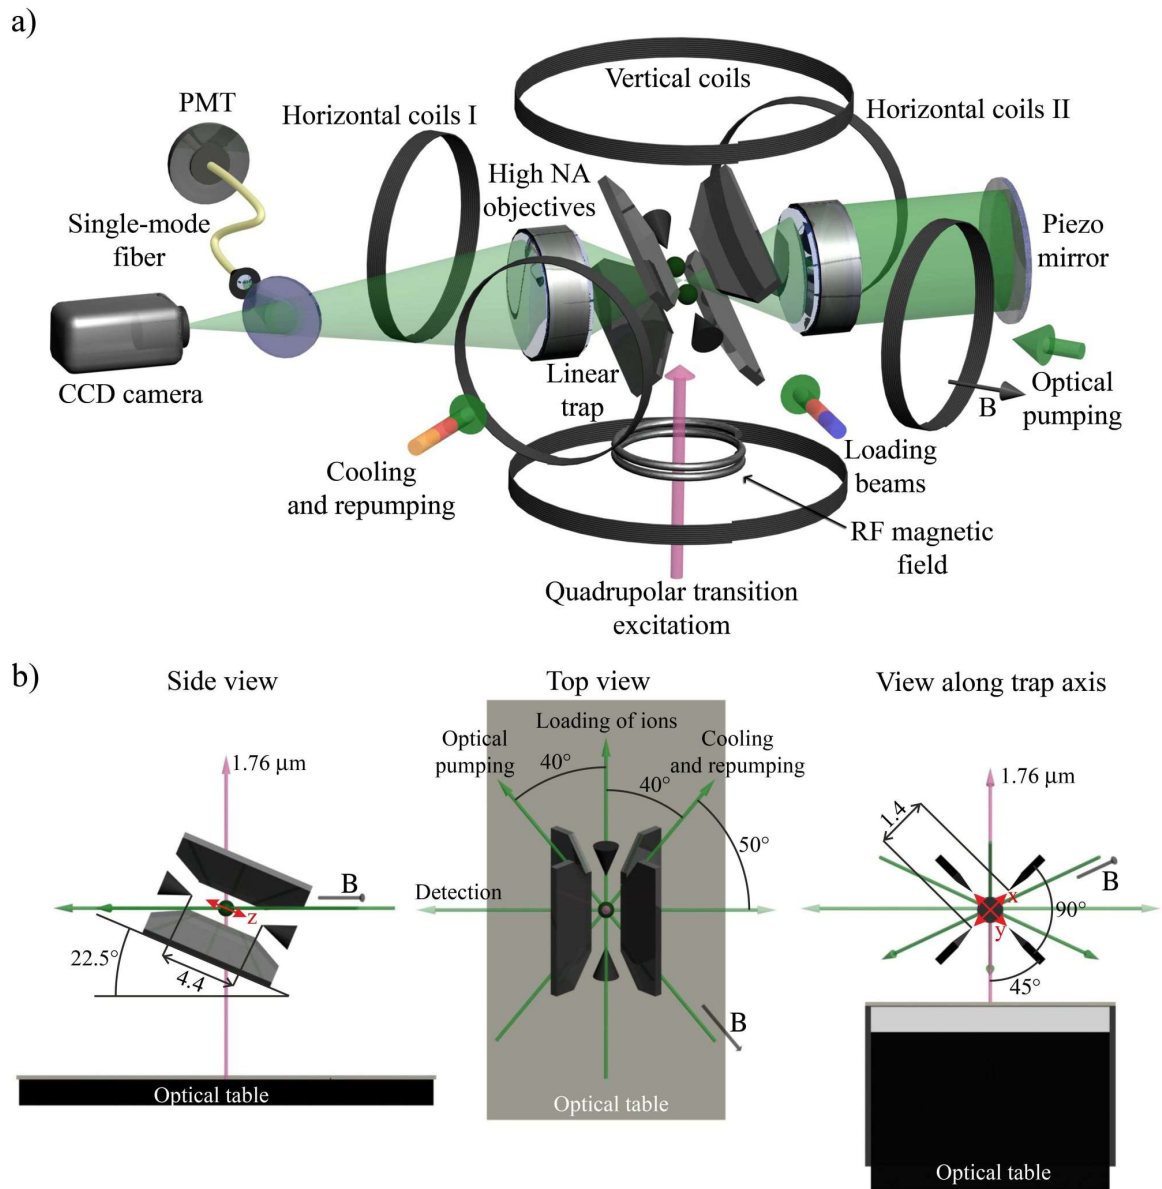 a)
Vertical coils
PMT
Horizontal coils I
Horizontal coils II
High NA
objectives
Single-mode
fiber
Piezo
mirror
CCD camera
Linear
trap
B
Optical
pumping
Cooling
and repumping
Loading
beams
RF magnetic
field
Quadrupolar transition
excitatiom
b)
Side view
1.76 μm
B
z
22.5°
4.4
Optical table
Top view
Loading of ions
Optical
pumping
40°
40°
Cooling
and repumping
50°
Detection
B
Optical table
View along trap axis
1.76 μm
1.4
B
x
90°
y
45°
Optical table